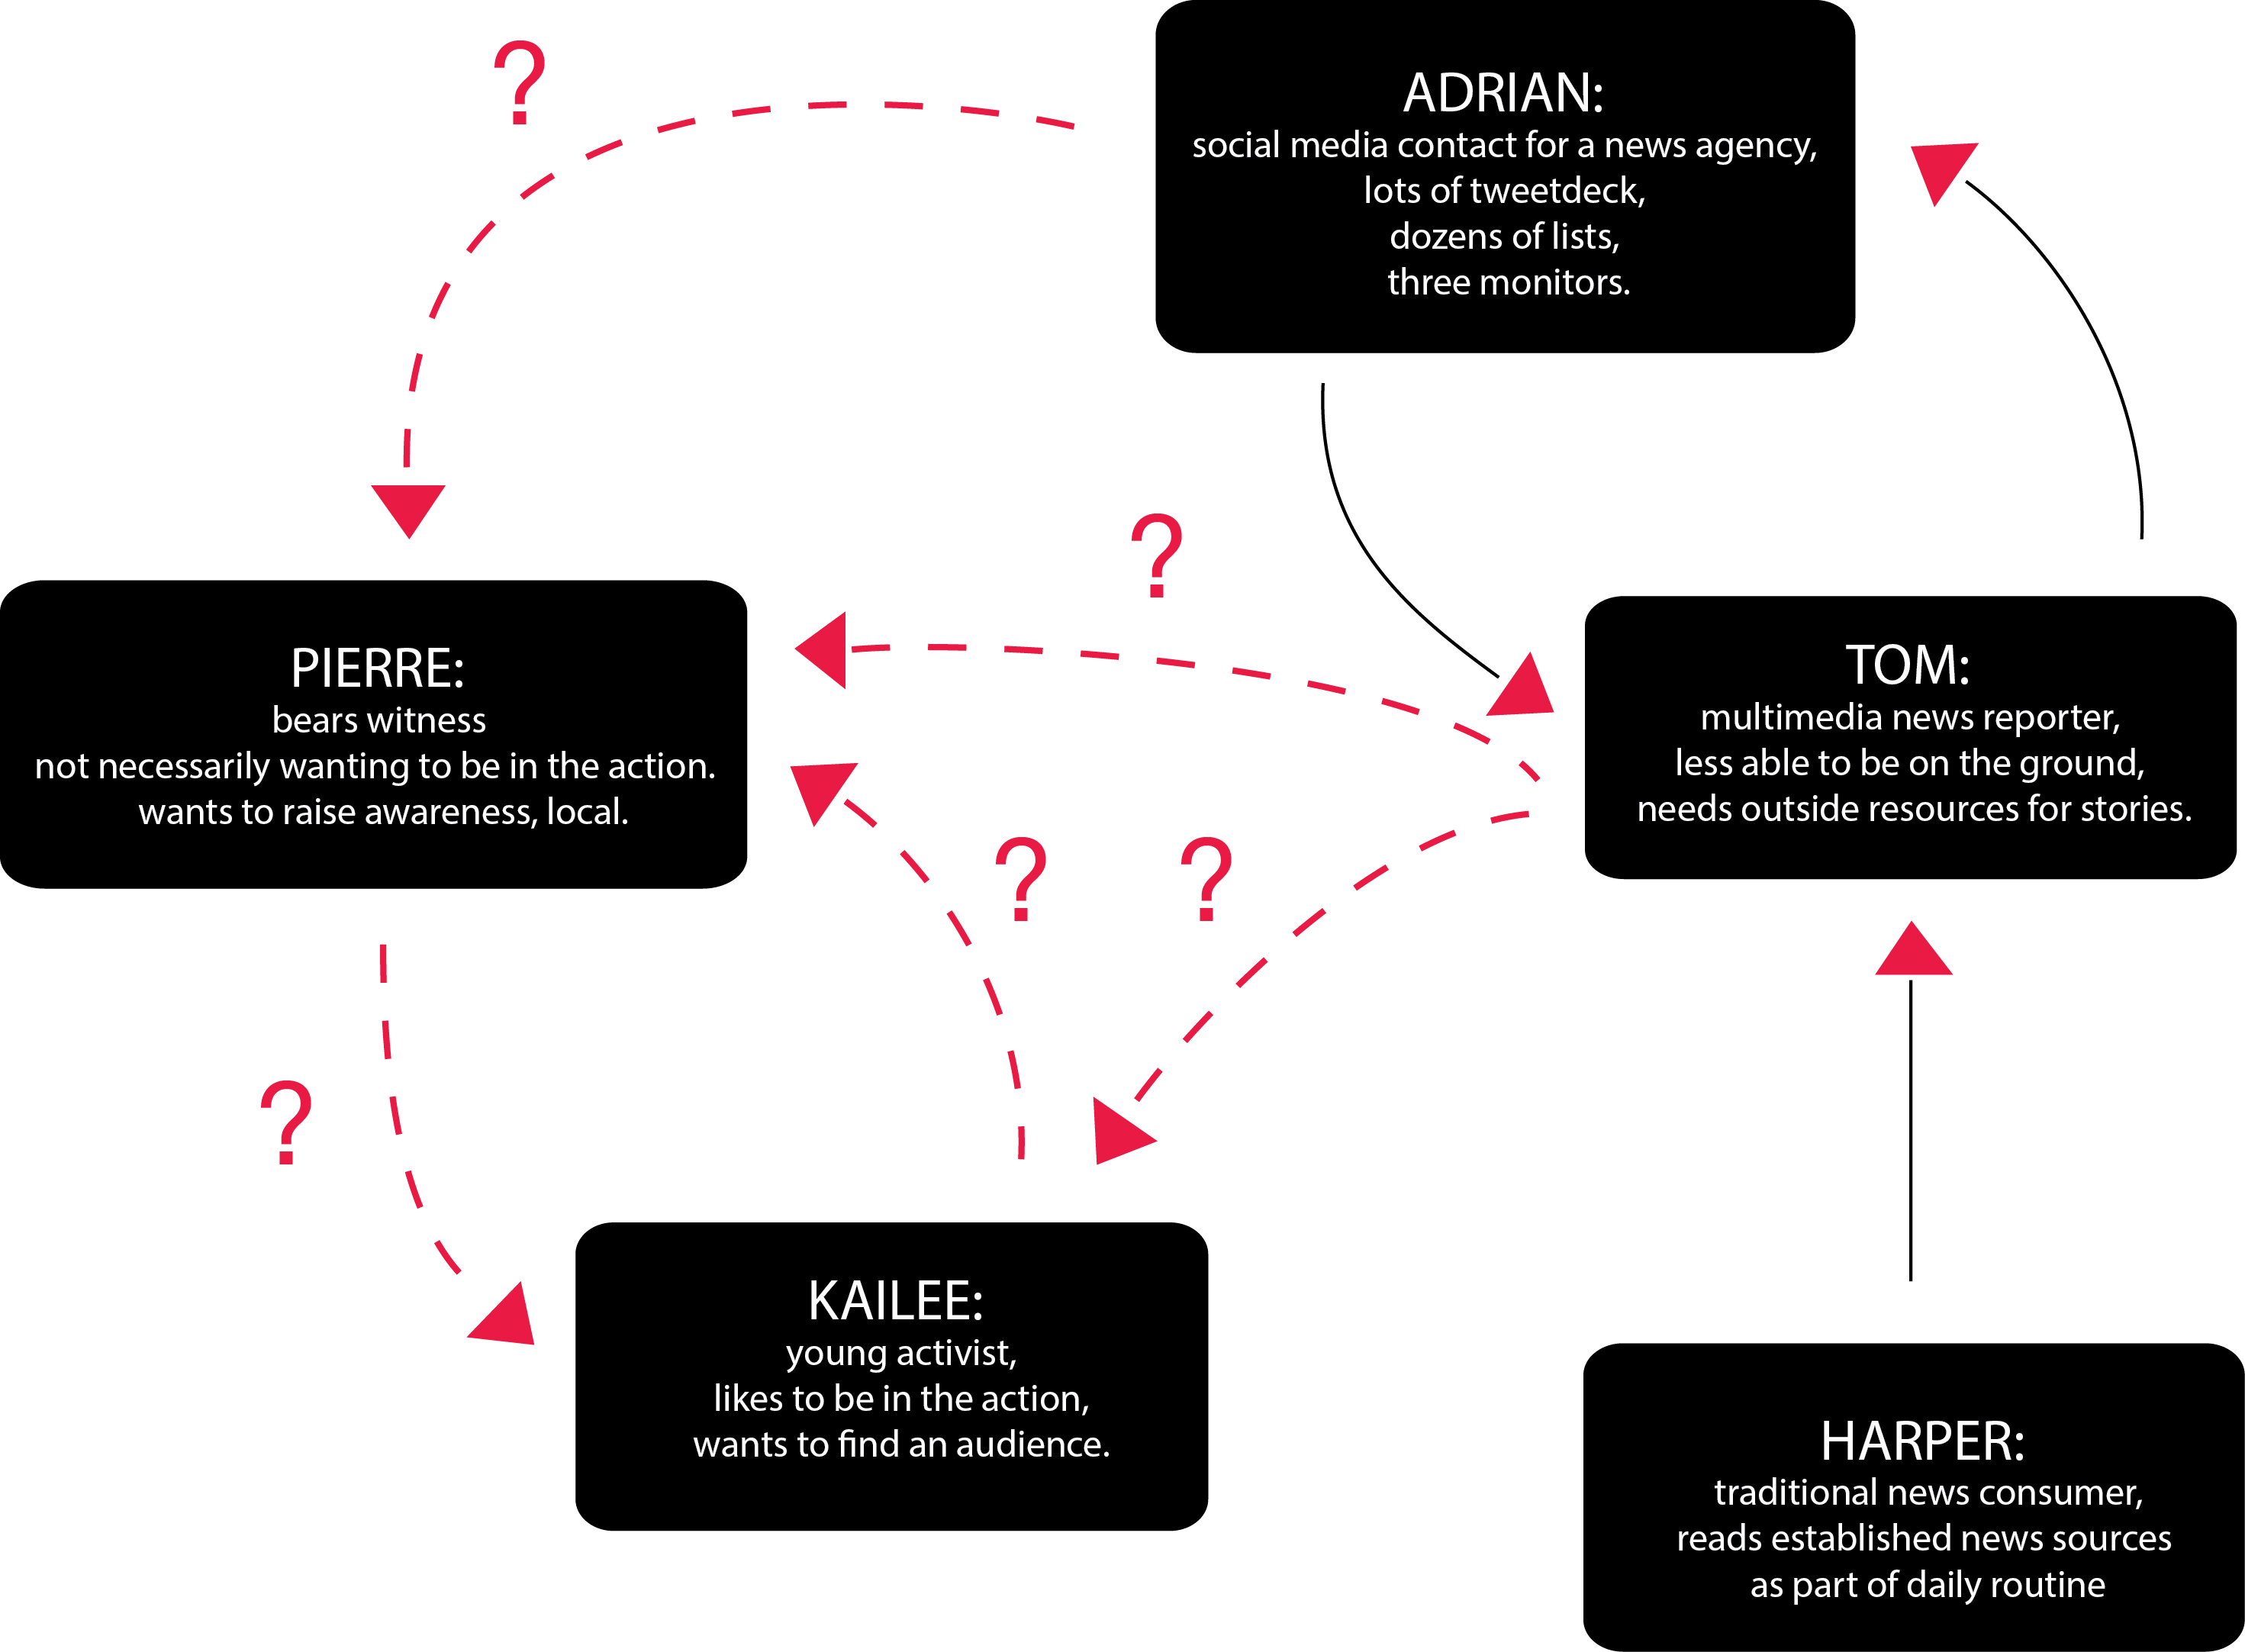 ?
ADRIAN:
social media contact for a news agency,
lots of tweetdeck,
dozens of lists,
three monitors.
?
PIERRE:
bears witness
not necessarily wanting to be in the action.
wants to raise awareness, local.
TOM:
multimedia news reporter,
less able to be on the ground,
needs outside resources for stories.
?
?
?
KAILEE:
young activist,
likes to be in the action,
wants to find an audience.
HARPER:
traditional news consumer,
reads established news sources
as part of daily routine